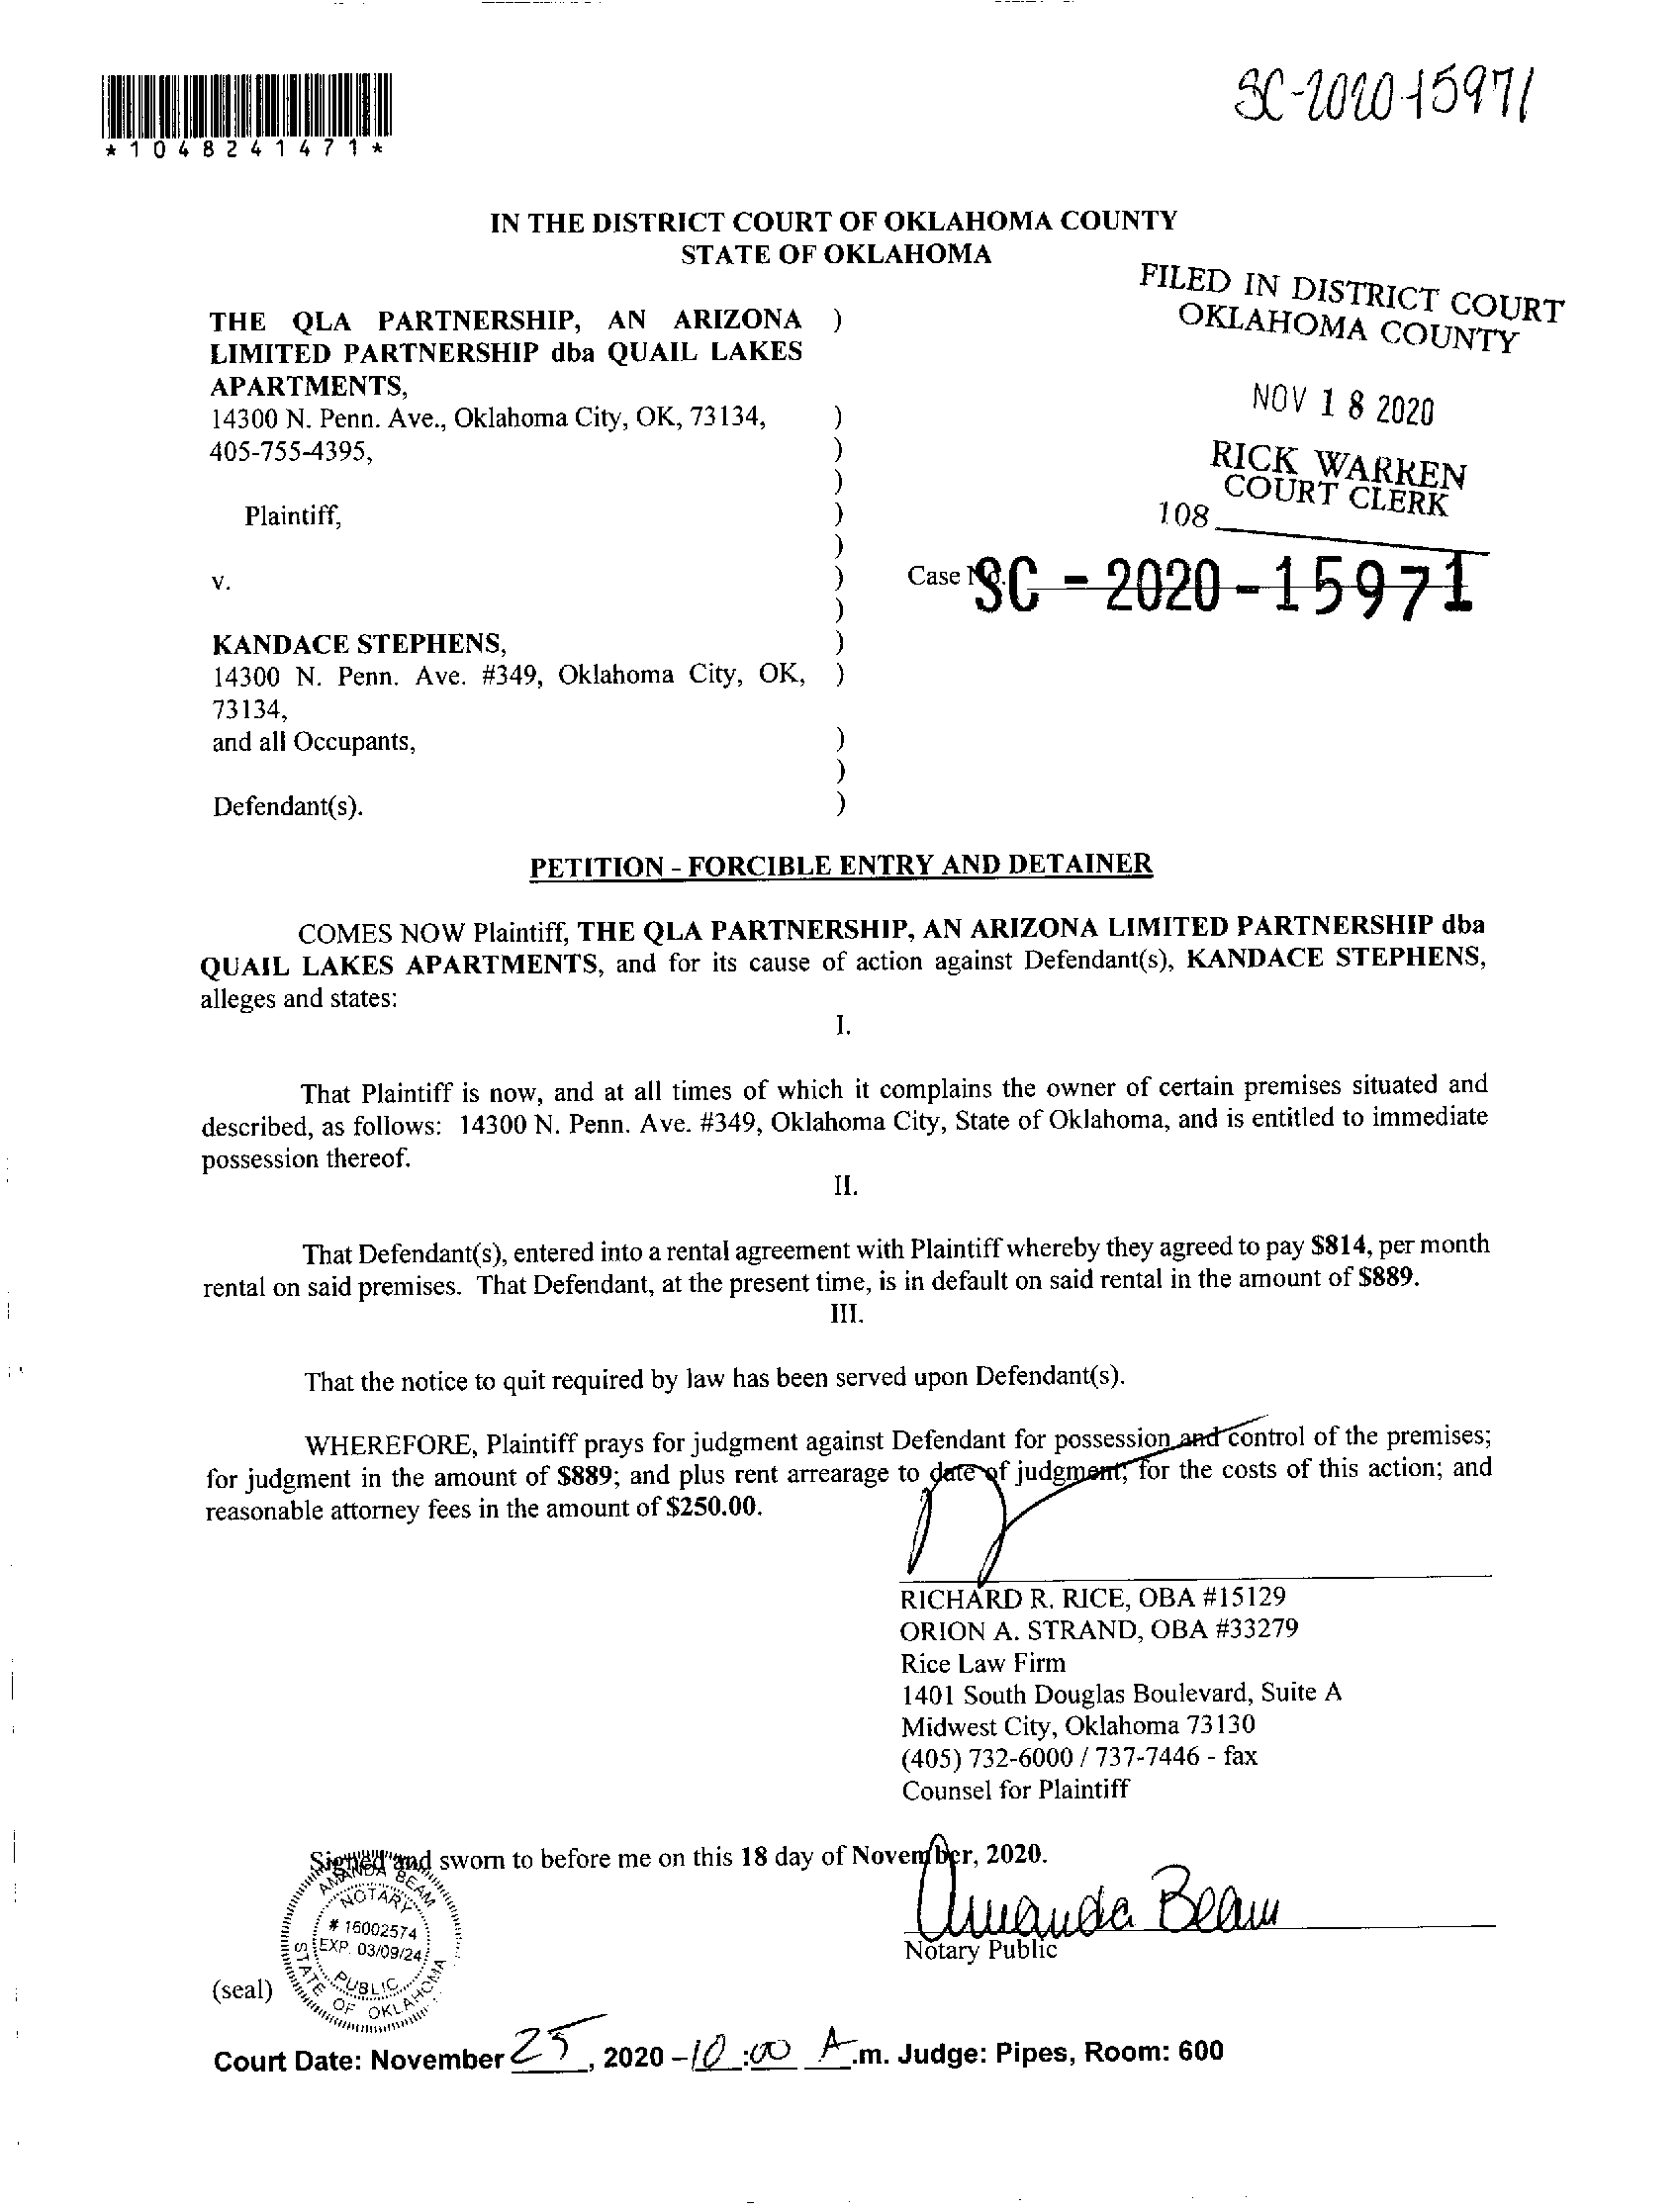 SC-2020-15971
*1048241471*
IN THE DISTRICT COURT OF OKLAHOMA COUNTY
STATE OF OKLAHOMA
FILED IN DISTRICT COURT
OKLAHOMA COUNTY
NOV 18 2020
RICK WARREN
COURT CLERK
108
THE QLA PARTNERSHIP, AN ARIZONA )
LIMITED PARTNERSHIP dba QUAIL LAKES
APARTMENTS,
14300 N. Penn. Ave., Oklahoma City, OK, 73134, )
405-755-4395, )
)
Plaintiff, )
)
v. ) Case No. SC - 2020 - 15971
)
KANDACE STEPHENS, )
14300 N. Penn. Ave. #349, Oklahoma City, OK, )
73134,
and all Occupants, )
)
Defendant(s). )
PETITION - FORCIBLE ENTRY AND DETAINER
COMES NOW Plaintiff, THE QLA PARTNERSHIP, AN ARIZONA LIMITED PARTNERSHIP dba
QUAIL LAKES APARTMENTS, and for its cause of action against Defendant(s), KANDACE STEPHENS,
alleges and states:
I.
That Plaintiff is now, and at all times of which it complains the owner of certain premises situated and
described, as follows: 14300 N. Penn. Ave. #349, Oklahoma City, State of Oklahoma, and is entitled to immediate
possession thereof.
II.
That Defendant(s), entered into a rental agreement with Plaintiff whereby they agreed to pay $814, per month
rental on said premises. That Defendant, at the present time, is in default on said rental in the amount of $889.
III.
That the notice to quit required by law has been served upon Defendant(s).
WHEREFORE, Plaintiff prays for judgment against Defendant for possession and control of the premises;
for judgment in the amount of $889; and plus rent arrearage to date of judgment; for the costs of this action; and
reasonable attorney fees in the amount of $250.00.
RICHARD R. RICE, OBA #15129
ORION A. STRAND, OBA #33279
Rice Law Firm
1401 South Douglas Boulevard, Suite A
Midwest City, Oklahoma 73130
(405) 732-6000 / 737-7446 - fax
Counsel for Plaintiff
Signed and sworn to before me on this 18 day of November, 2020.
Amanda Beam
Notary Public
AMANDA BEAM
NOTARY
# 16002574
EXP. 03/09/24
PUBLIC
STATE OF OKLAHOMA
(seal)
Court Date: November 25, 2020 - 10:00 A.m. Judge: Pipes, Room: 600